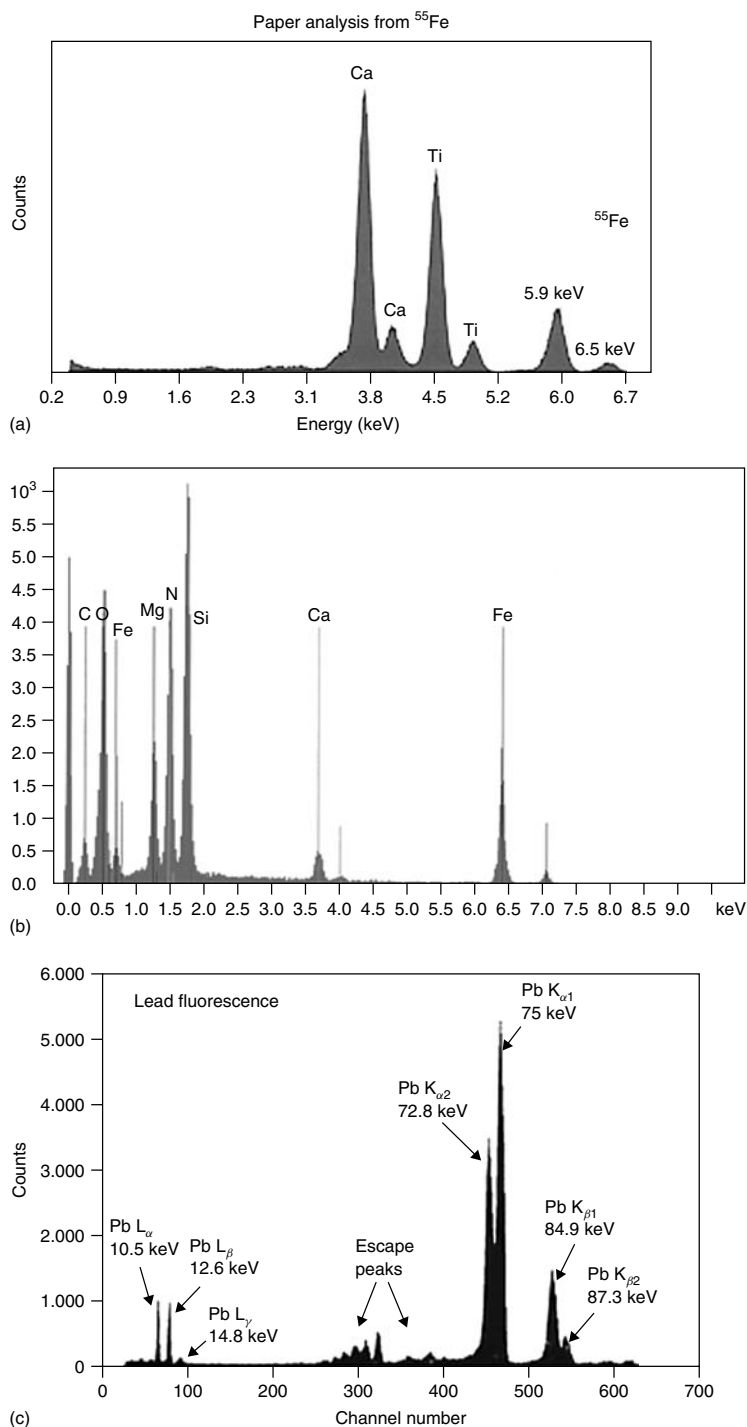 Paper analysis from ⁵⁵Fe
Counts
Ca
Ca
Ti
Ti
⁵⁵Fe
5.9 keV
6.5 keV
0.2 0.9 1.6 2.3 3.1 3.8 4.5 5.2 6.0 6.7
Energy (keV)
(a)
10³
5.5
5.0
4.5
4.0
3.5
3.0
2.5
2.0
1.5
1.0
0.5
0.0
C O Fe Mg N Si Ca Fe
0.0 0.5 1.0 1.5 2.0 2.5 3.0 3.5 4.0 4.5 5.0 5.5 6.0 6.5 7.0 7.5 8.0 8.5 9.0 keV
(b)
Lead fluorescence
Counts
6.000
5.000
4.000
3.000
2.000
1.000
0
Pb Kα1
75 keV
Pb Kα2
72.8 keV
Pb Lα
10.5 keV
Pb Lβ
12.6 keV
Pb Lγ
14.8 keV
Escape
peaks
Pb Kβ1
84.9 keV
Pb Kβ2
87.3 keV
0 100 200 300 400 500 600 700
Channel number
(c)